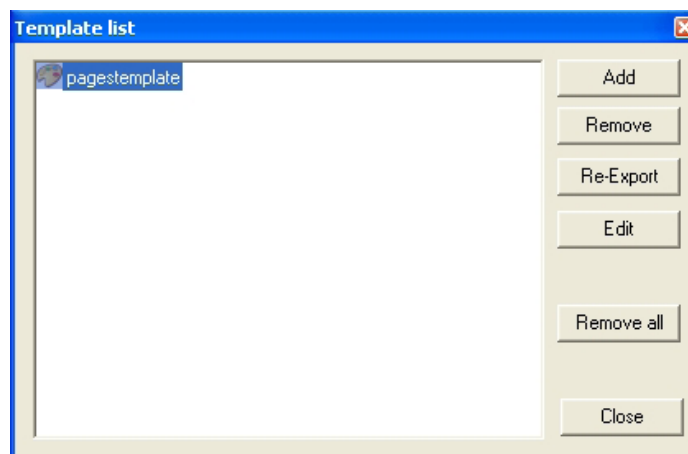 Template list
pagestemplate
Add
Remove
Re-Export
Edit
Remove all
Close